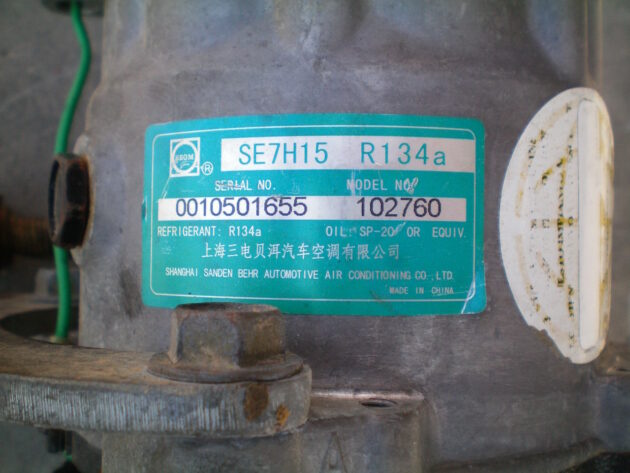 SE7H15 R134a
®
SERIAL NO. MODEL NO.
0010501655 102760
REFRIGERANT: R134a OIL: SP-20 OR EQUIV.
上海三电贝洱汽车空调有限公司
SHANGHAI SANDEN BEHR AUTOMOTIVE AIR CONDITIONING CO., LTD.
MADE IN CHINA
A